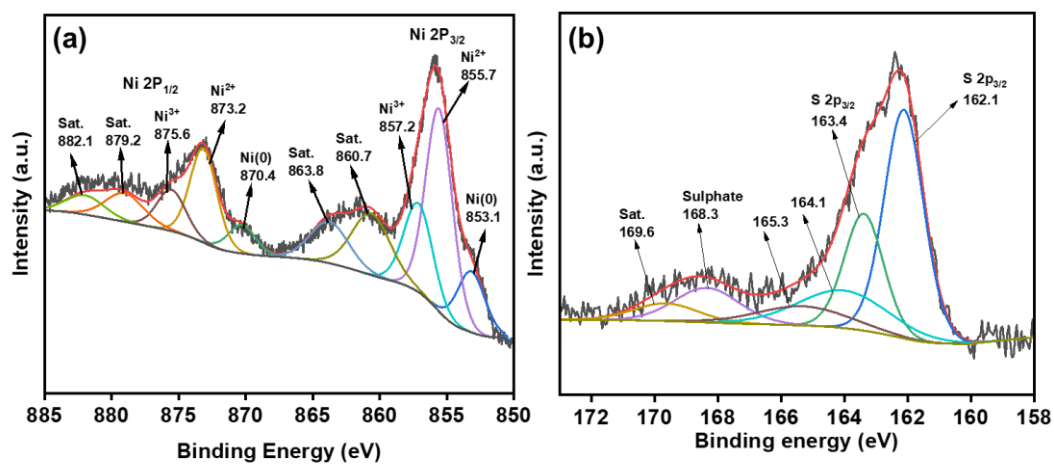 (a)
Ni 2P3/2
Ni2+
855.7
Ni 2P1/2
Ni2+
873.2
Ni3+
857.2
Ni3+
875.6
Sat.
879.2
Sat.
882.1
Ni(0)
870.4
Sat.
863.8
Sat.
860.7
Ni(0)
853.1
Intensity (a.u.)
885 880 875 870 865 860 855 850
Binding Energy (eV)
(b)
S 2p3/2
162.1
S 2p3/2
163.4
164.1
165.3
Sulphate
168.3
Sat.
169.6
Intensity (a.u.)
172 170 168 166 164 162 160 158
Binding energy (eV)